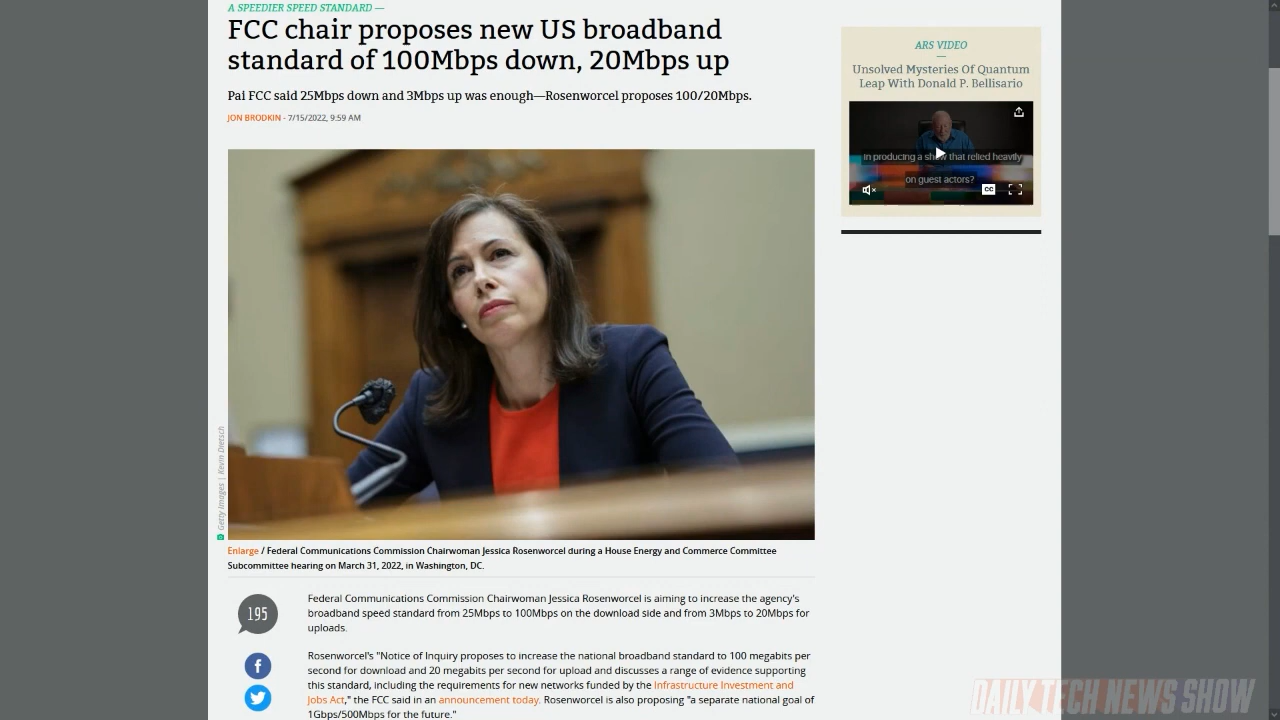 A SPEEDIER SPEED STANDARD —
FCC chair proposes new US broadband
standard of 100Mbps down, 20Mbps up
Pai FCC said 25Mbps down and 3Mbps up was enough—Rosenworcel proposes 100/20Mbps.
JON BRODKIN - 7/15/2022, 9:59 AM
Getty Images | Kevin Dietsch
Enlarge / Federal Communications Commission Chairwoman Jessica Rosenworcel during a House Energy and Commerce Committee
Subcommittee hearing on March 31, 2022, in Washington, DC.
195
Federal Communications Commission Chairwoman Jessica Rosenworcel is aiming to increase the agency's
broadband speed standard from 25Mbps to 100Mbps on the download side and from 3Mbps to 20Mbps for
uploads.
Rosenworcel's "Notice of Inquiry proposes to increase the national broadband standard to 100 megabits per
second for download and 20 megabits per second for upload and discusses a range of evidence supporting
this standard, including the requirements for new networks funded by the Infrastructure Investment and
Jobs Act," the FCC said in an announcement today. Rosenworcel is also proposing "a separate national goal of
1Gbps/500Mbps for the future."
ARS VIDEO
Unsolved Mysteries Of Quantum
Leap With Donald P. Bellisario
In producing a show that relied heavily
on guest actors?
CC
DAILY TECH NEWS SHOW